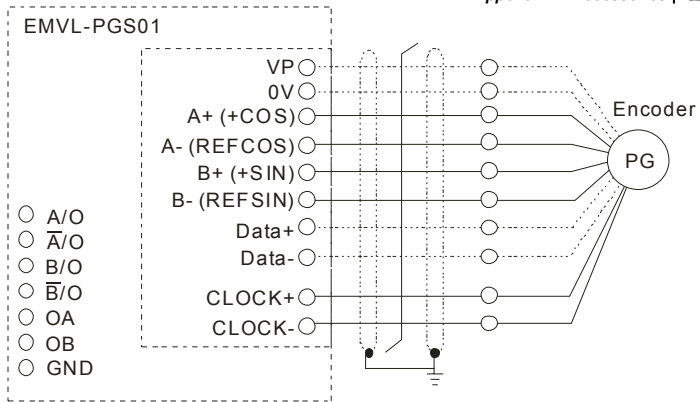 EMVL-PGS01
VP
0V
A+ (+COS)
A- (REFCOS)
B+ (+SIN)
B- (REFSIN)
Data+
Data-
CLOCK+
CLOCK-
Encoder
PG
A/O
A̅/O
B/O
B̅/O
OA
OB
GND